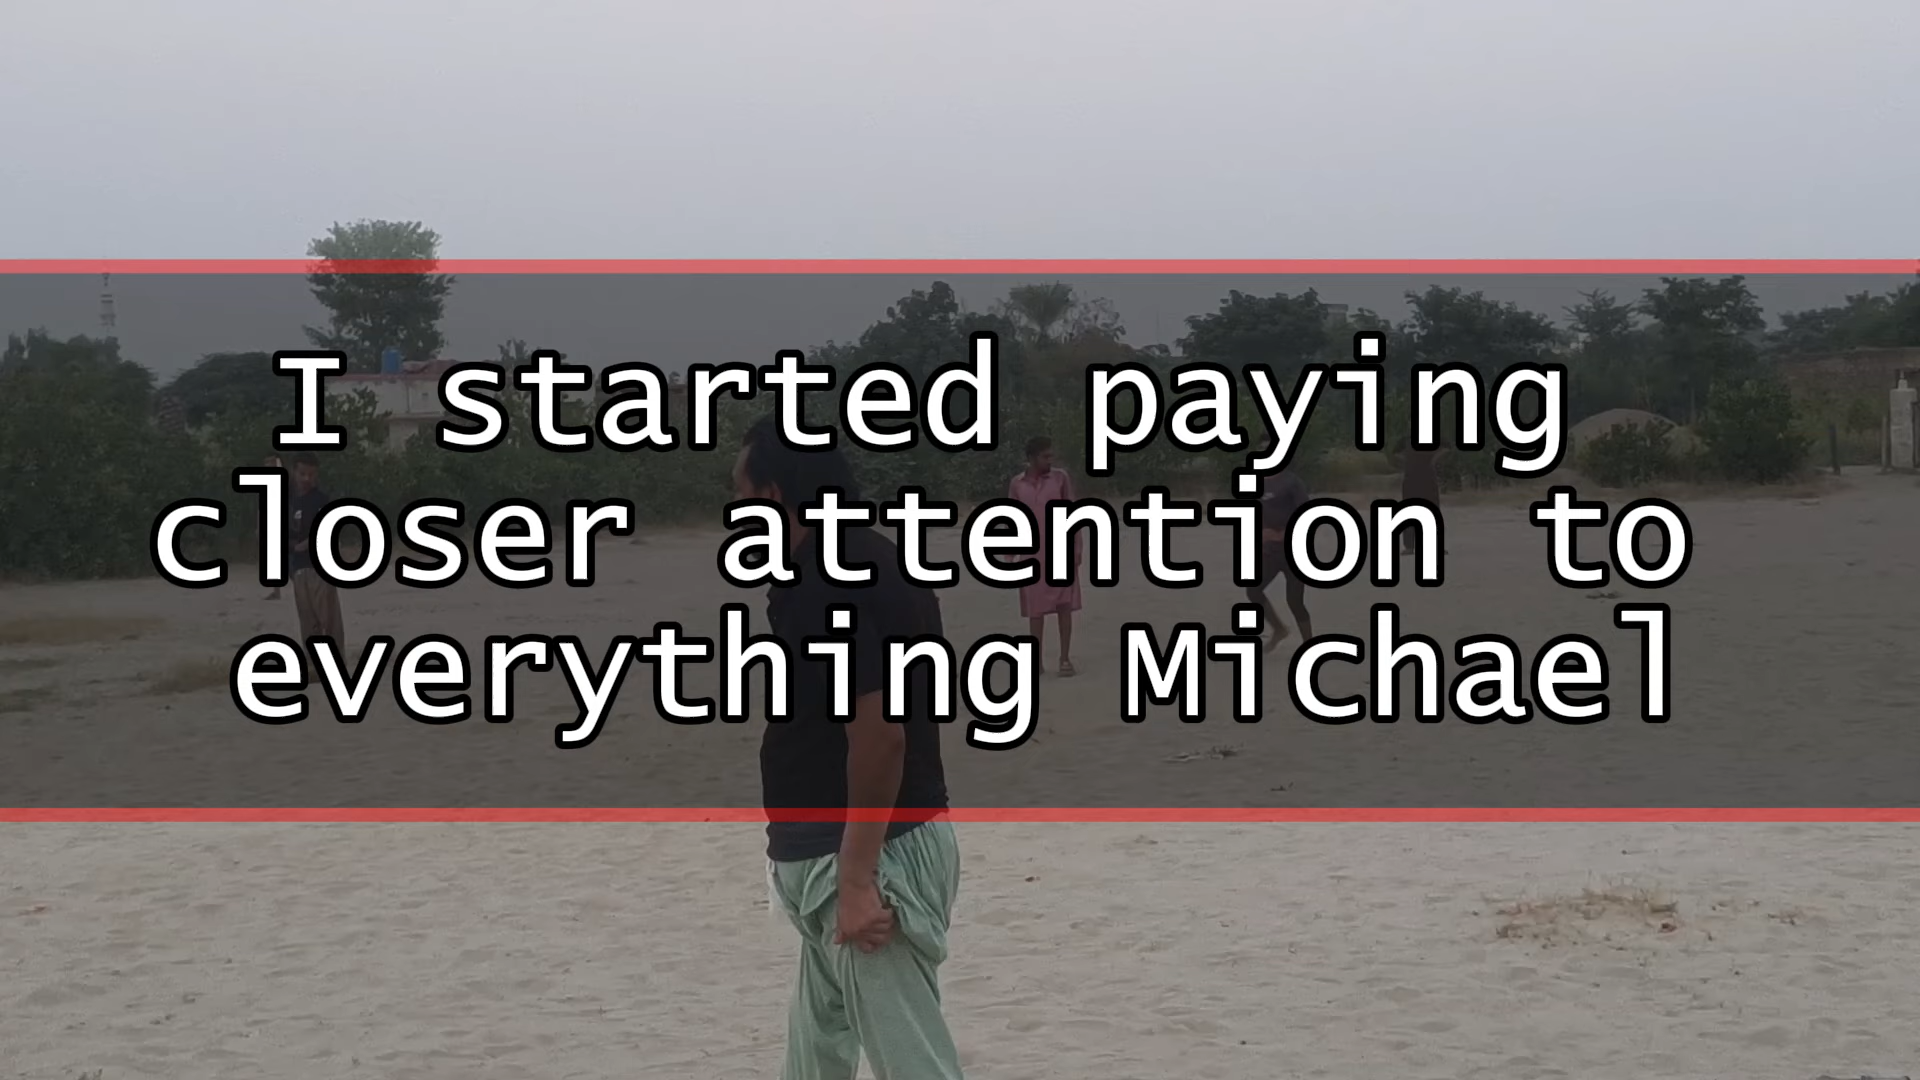 I started paying
closer attention to
everything Michael